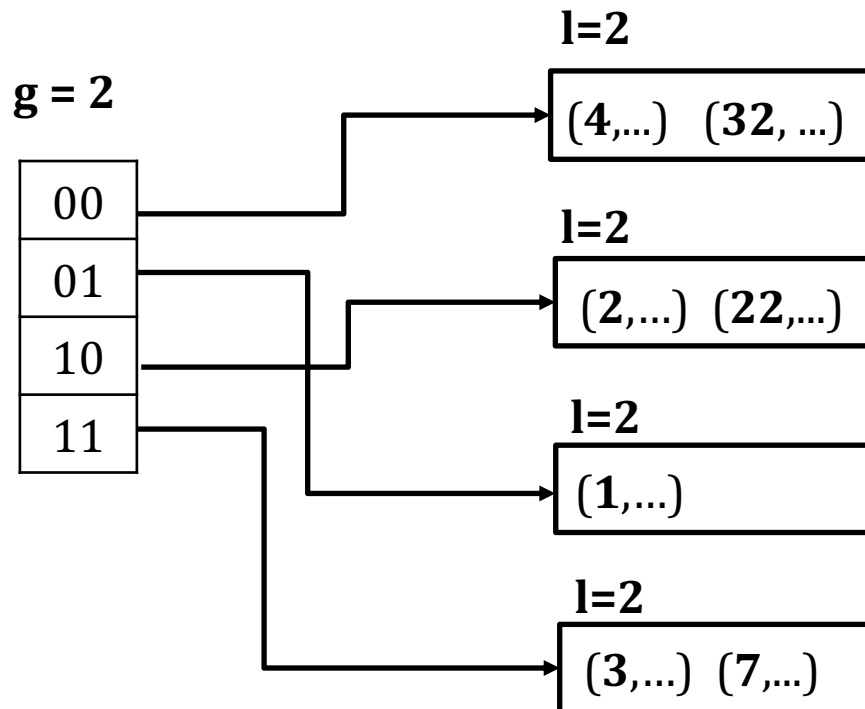 g = 2
00
01
10
11
l=2
(4,...) (32, ...)
l=2
(2,...) (22,...)
l=2
(1,...)
l=2
(3,...) (7,...)